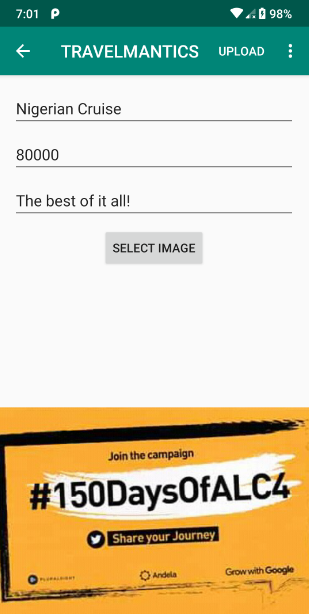 7:01
98%
TRAVELMANTICS
UPLOAD
Nigerian Cruise
80000
The best of it all!
SELECT IMAGE
Join the campaign
#150DaysOfALC4
Share your Journey
PLURALSIGHT
Andela
Grow with Google